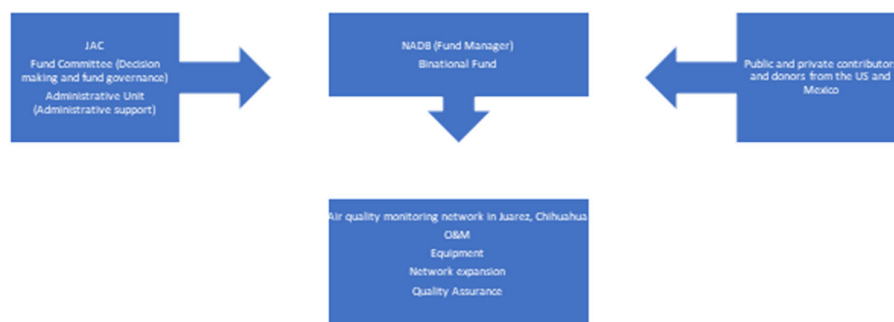 JAC
Fund Committee (Decision
making and fund governance)
Administrative Unit
(Administrative support)
NADB (Fund Manager)
Binational Fund
Public and private contributor
and donors from the US and
Mexico
Air quality monitoring network in Juarez, Chihuahua
O&M
Equipment
Network expansion
Quality Assurance